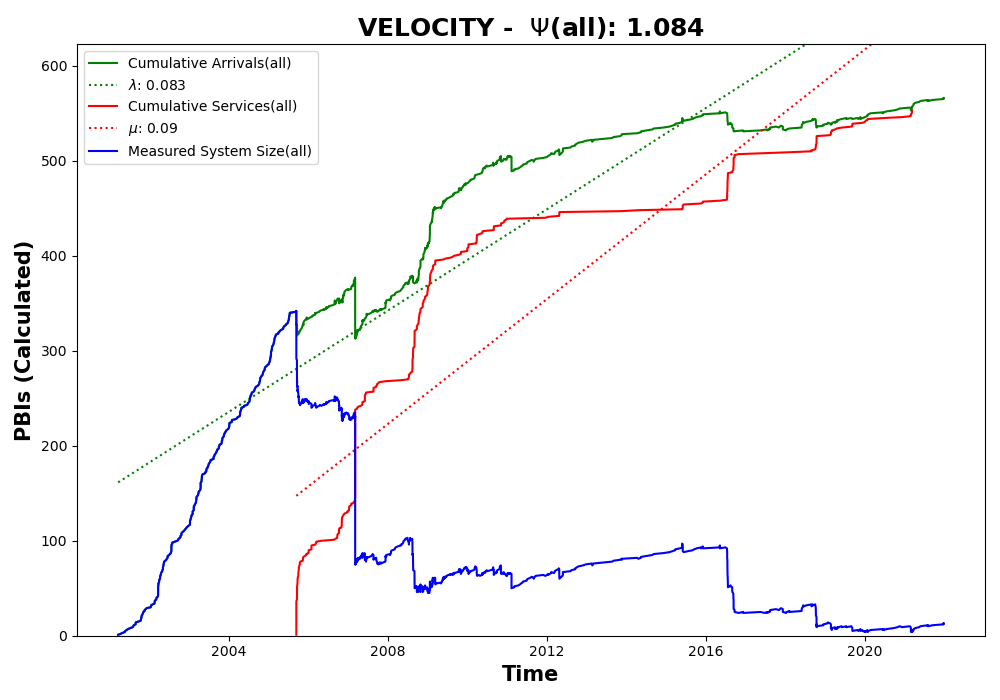 VELOCITY - Ψ(all): 1.084
Cumulative Arrivals(all)
λ: 0.083
Cumulative Services(all)
μ: 0.09
Measured System Size(all)
PBIs (Calculated)
600
500
400
300
200
100
0
2004 2008 2012 2016 2020
Time